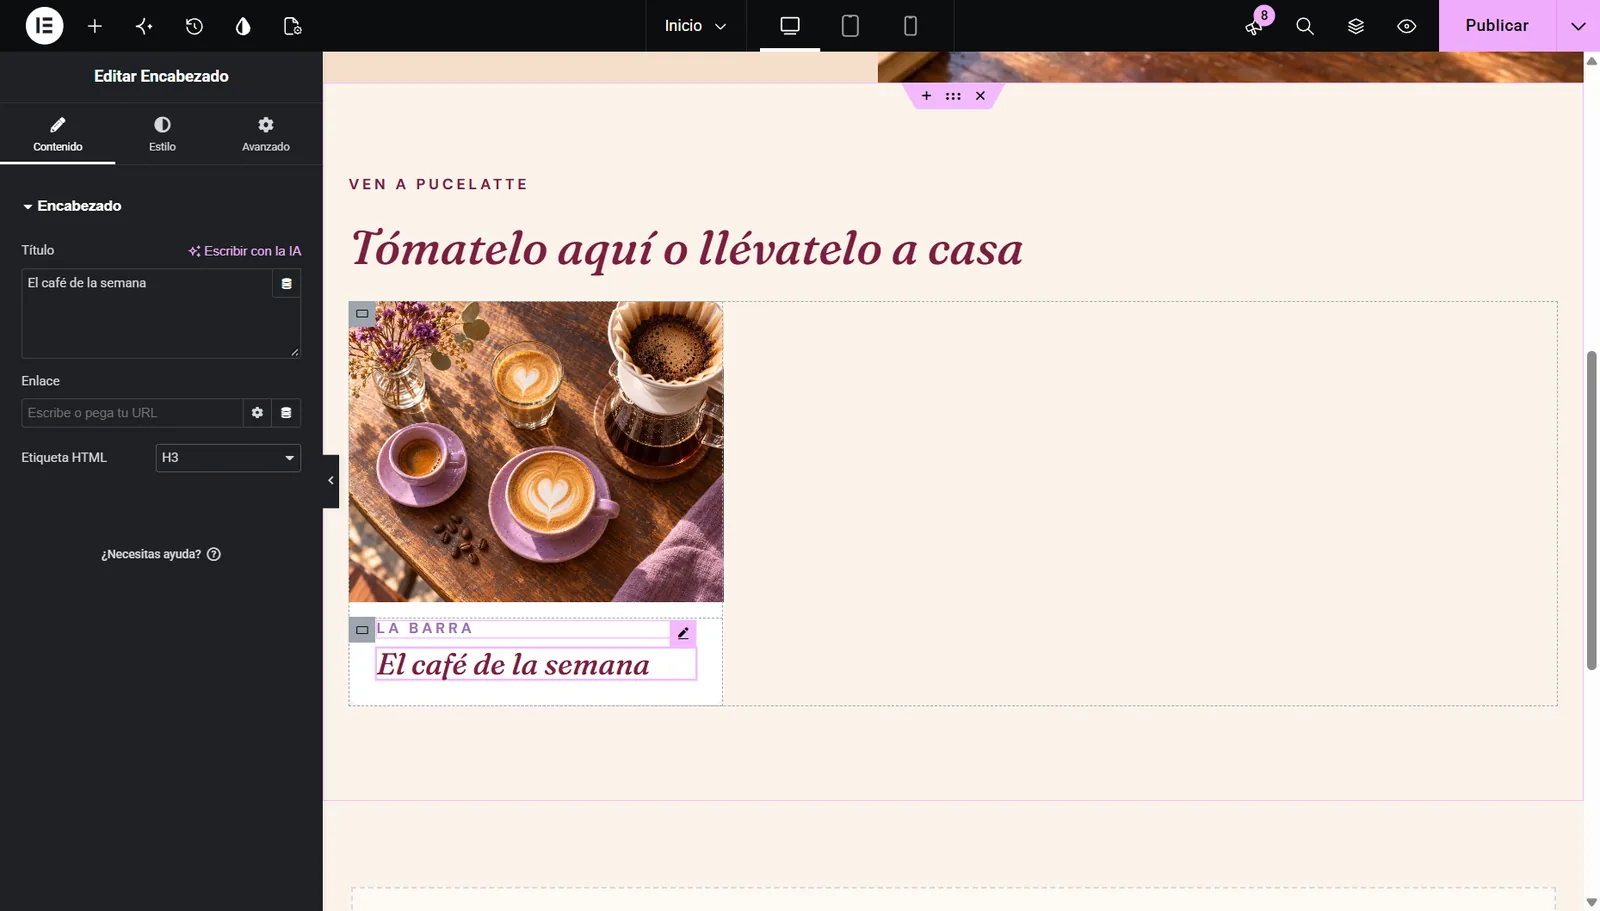 Inicio
8
Publicar
Editar Encabezado
Contenido
Estilo
Avanzado
Encabezado
Título
Escribir con la IA
El café de la semana
Enlace
Escribe o pega tu URL
Etiqueta HTML
H3
¿Necesitas ayuda?
VEN A PUCELATTE
Tómatelo aquí o llévatelo a casa
LA BARRA
El café de la semana